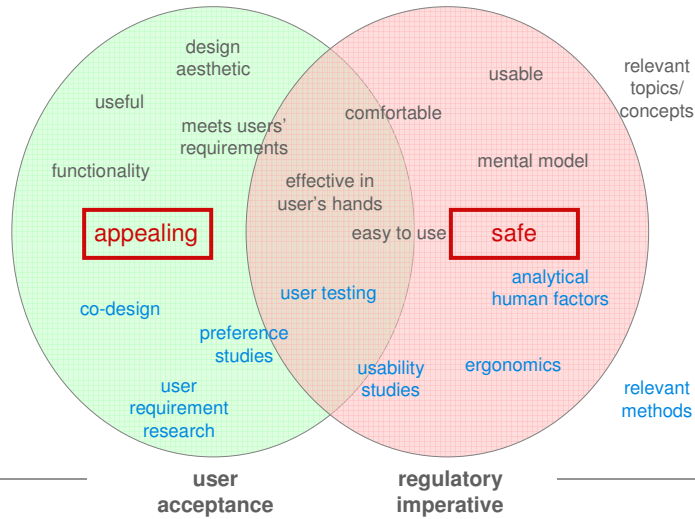 design
aesthetic
usable
relevant
topics/
concepts
useful
comfortable
meets users’
requirements
functionality
mental model
effective in
user’s hands
appealing
easy to use
safe
analytical
human factors
user testing
co-design
preference
studies
usability
studies
ergonomics
user
requirement
research
relevant
methods
user
acceptance
regulatory
imperative